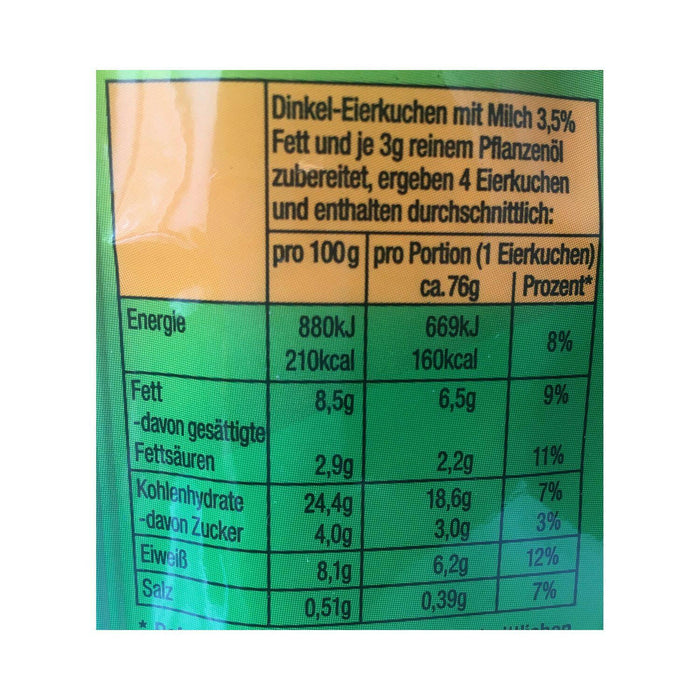 Dinkel-Eierkuchen mit Milch 3,5%
Fett und je 3g reinem Pflanzenöl
zubereitet, ergeben 4 Eierkuchen
und enthalten durchschnittlich:
pro 100g pro Portion (1 Eierkuchen)
ca.76g Prozent*
Energie 880kJ 669kJ 8%
210kcal 160kcal
Fett 8,5g 6,5g 9%
-davon gesättigte
Fettsäuren 2,9g 2,2g 11%
Kohlenhydrate 24,4g 18,6g 7%
-davon Zucker 4,0g 3,0g 3%
Eiweiß 8,1g 6,2g 12%
Salz 0,51g 0,39g 7%
*